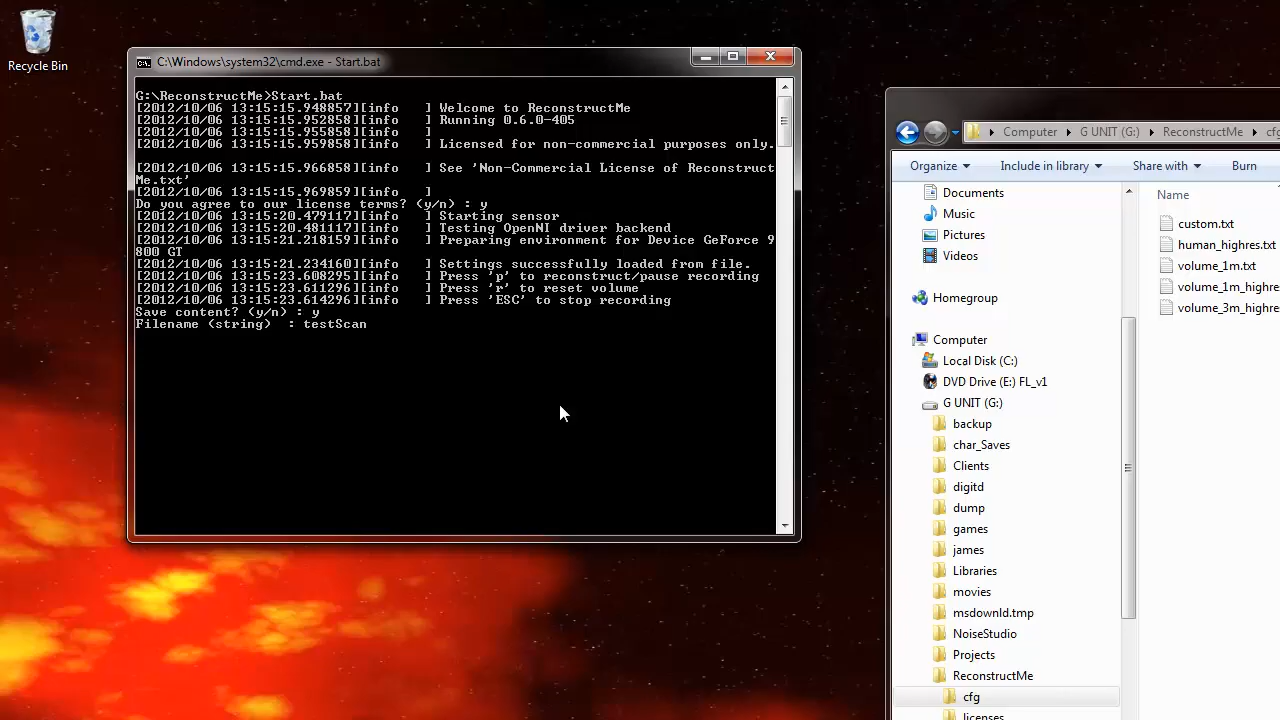 Recycle Bin
C:\Windows\system32\cmd.exe - Start.bat
G:\ReconstructMe>Start.bat
[2012/10/06 13:15:15.948857][info   ] Welcome to ReconstructMe
[2012/10/06 13:15:15.952858][info   ] Running 0.6.0-405
[2012/10/06 13:15:15.955858][info   ]
[2012/10/06 13:15:15.959858][info   ] Licensed for non-commercial purposes only.
[2012/10/06 13:15:15.966858][info   ] See 'Non-Commercial License of Reconstruct
Me.txt'
[2012/10/06 13:15:15.969859][info   ]
Do you agree to our license terms? (y/n) : y
[2012/10/06 13:15:20.479117][info   ] Starting sensor
[2012/10/06 13:15:20.481117][info   ] Testing OpenNI driver backend
[2012/10/06 13:15:21.228159][info   ] Preparing environment for Device GeForce 9
800 GT
[2012/10/06 13:15:21.234160][info   ] Settings successfully loaded from file.
[2012/10/06 13:15:23.608295][info   ] Press 'p' to reconstruct/pause recording
[2012/10/06 13:15:23.611296][info   ] Press 'r' to reset volume
[2012/10/06 13:15:23.614296][info   ] Press 'ESC' to stop recording
Save content? (y/n) : y
Filename (string)  : testScan
Computer
G UNIT (G:)
ReconstructMe
cfg
Organize
Include in library
Share with
Burn
Documents
Music
Pictures
Videos
Homegroup
Computer
Local Disk (C:)
DVD Drive (E:) FL_v1
G UNIT (G:)
backup
char_Saves
Clients
digitd
dump
games
james
Libraries
movies
msdownld.tmp
NoiseStudio
Projects
ReconstructMe
cfg
licenses
Name
custom.txt
human_highres.txt
volume_1m.txt
volume_1m_highre
volume_3m_highre